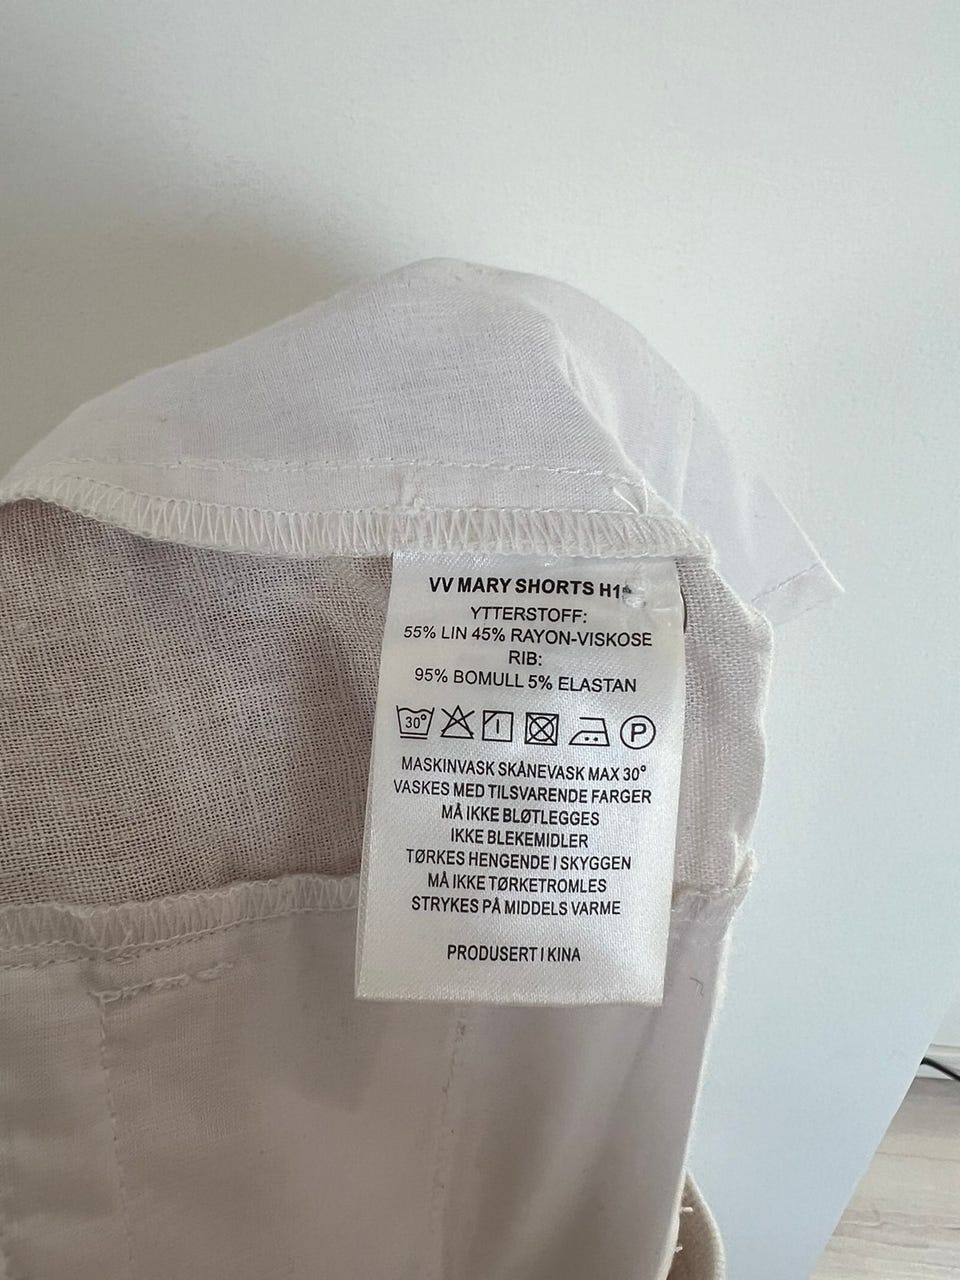 VV MARY SHORTS
YTTERSTOFF:
55% LIN 45% RAYON-VISKOSE
RIB:
95% BOMULL 5% ELASTAN
30°
P
MASKINVASK SKÅNEVASK MAX 30°
VASKES MED TILSVARENDE FARGER
MÅ IKKE BLØTLEGGES
IKKE BLEKEMIDLER
TØRKES HENGENDE I SKYGGEN
MÅ IKKE TØRKETROMLES
STRYKES PÅ MIDDELS VARME
PRODUSERT I KINA